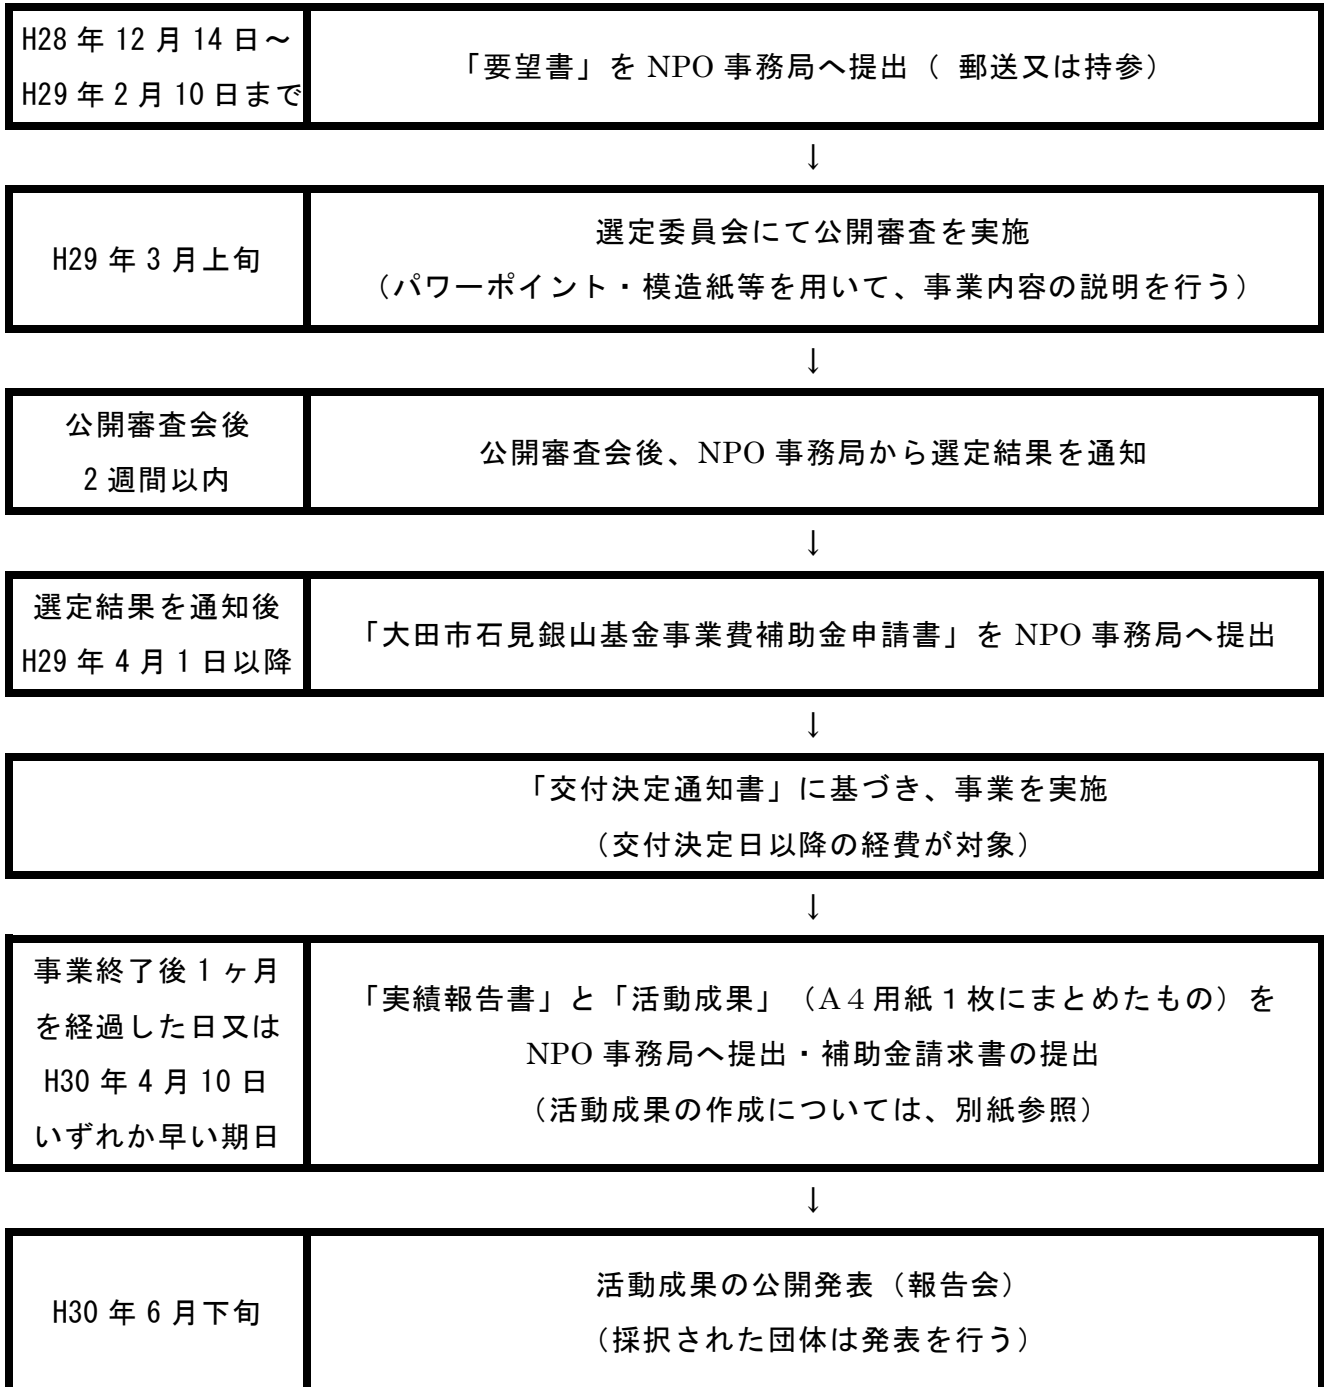 H28年12月14日～
H29年2月10日まで
「要望書」を NPO 事務局へ提出（ 郵送又は持参）
↓
H29年3月上旬
選定委員会にて公開審査を実施
（パワーポイント・模造紙等を用いて、事業内容の説明を行う）
↓
公開審査会後
2週間以内
公開審査会後、NPO 事務局から選定結果を通知
↓
選定結果を通知後
H29年4月1日以降
「大田市石見銀山基金事業費補助金申請書」を NPO 事務局へ提出
↓
「交付決定通知書」に基づき、事業を実施
（交付決定日以降の経費が対象）
↓
事業終了後1ヶ月
を経過した日又は
H30年4月10日
いずれか早い期日
「実績報告書」と「活動成果」（A４用紙１枚にまとめたもの）を
NPO 事務局へ提出・補助金請求書の提出
（活動成果の作成については、別紙参照）
↓
H30年6月下旬
活動成果の公開発表（報告会）
（採択された団体は発表を行う）